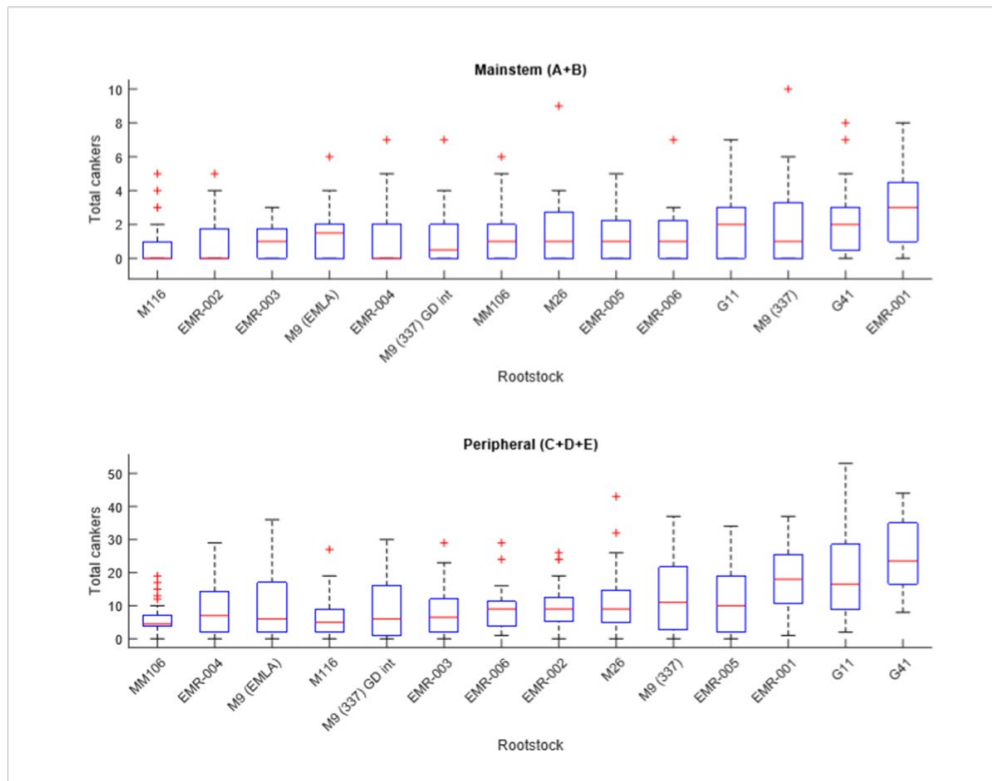 Mainstem (A+B)
10
8
6
4
2
0
Total cankers
M116
EMR-002
EMR-003
M9 (EMLA)
EMR-004
M9 (337) GD int
MM106
M26
EMR-005
EMR-006
G11
M9 (337)
G41
EMR-001
Rootstock
Peripheral (C+D+E)
50
40
30
20
10
0
Total cankers
MM106
EMR-004
M9 (EMLA)
M116
M9 (337) GD int
EMR-003
EMR-006
EMR-002
M26
M9 (337)
EMR-005
EMR-001
G11
G41
Rootstock